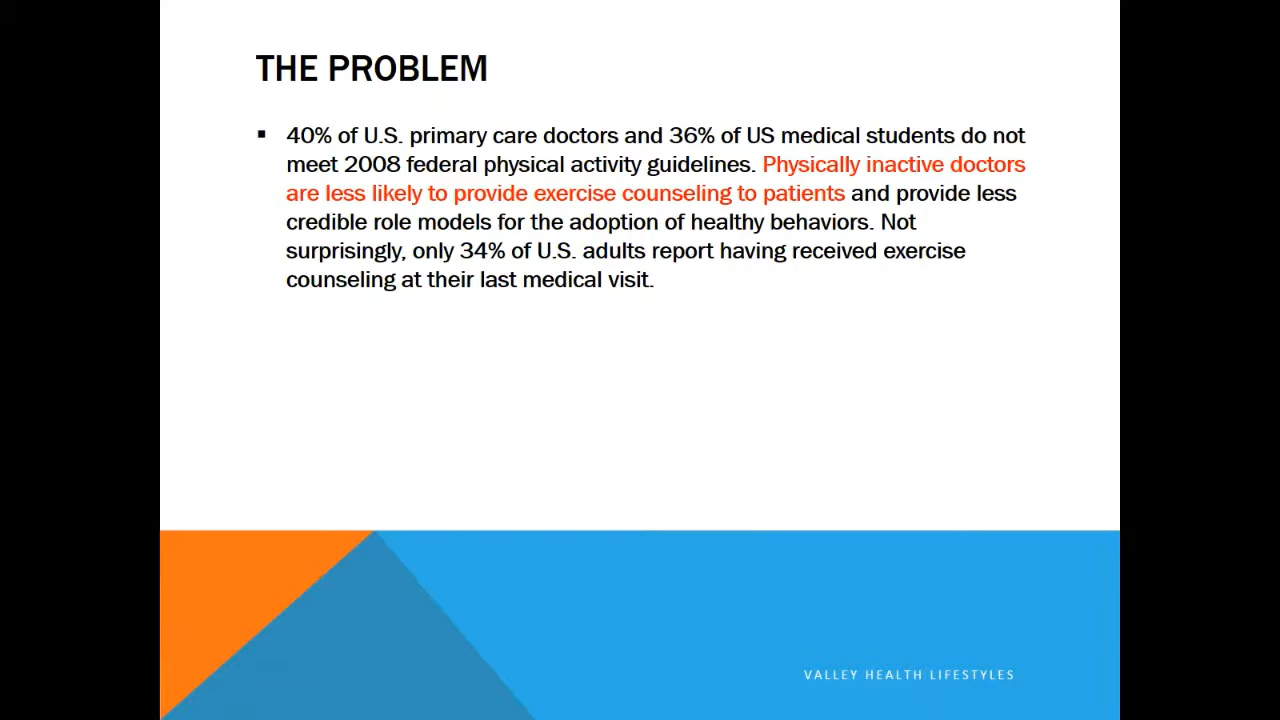 THE PROBLEM
▪ 40% of U.S. primary care doctors and 36% of US medical students do not
meet 2008 federal physical activity guidelines. Physically inactive doctors
are less likely to provide exercise counseling to patients and provide less
credible role models for the adoption of healthy behaviors. Not
surprisingly, only 34% of U.S. adults report having received exercise
counseling at their last medical visit.
VALLEY HEALTH LIFESTYLES